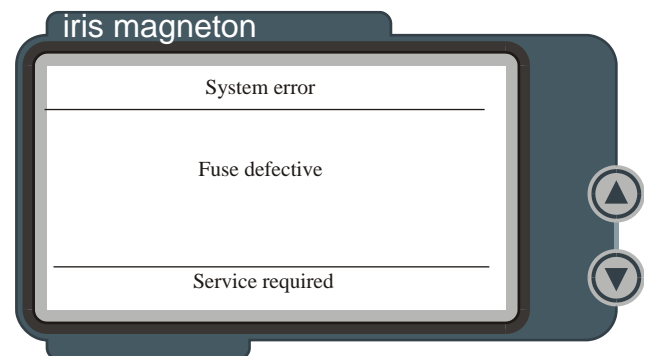 iris magneton
System error
Fuse defective
Service required